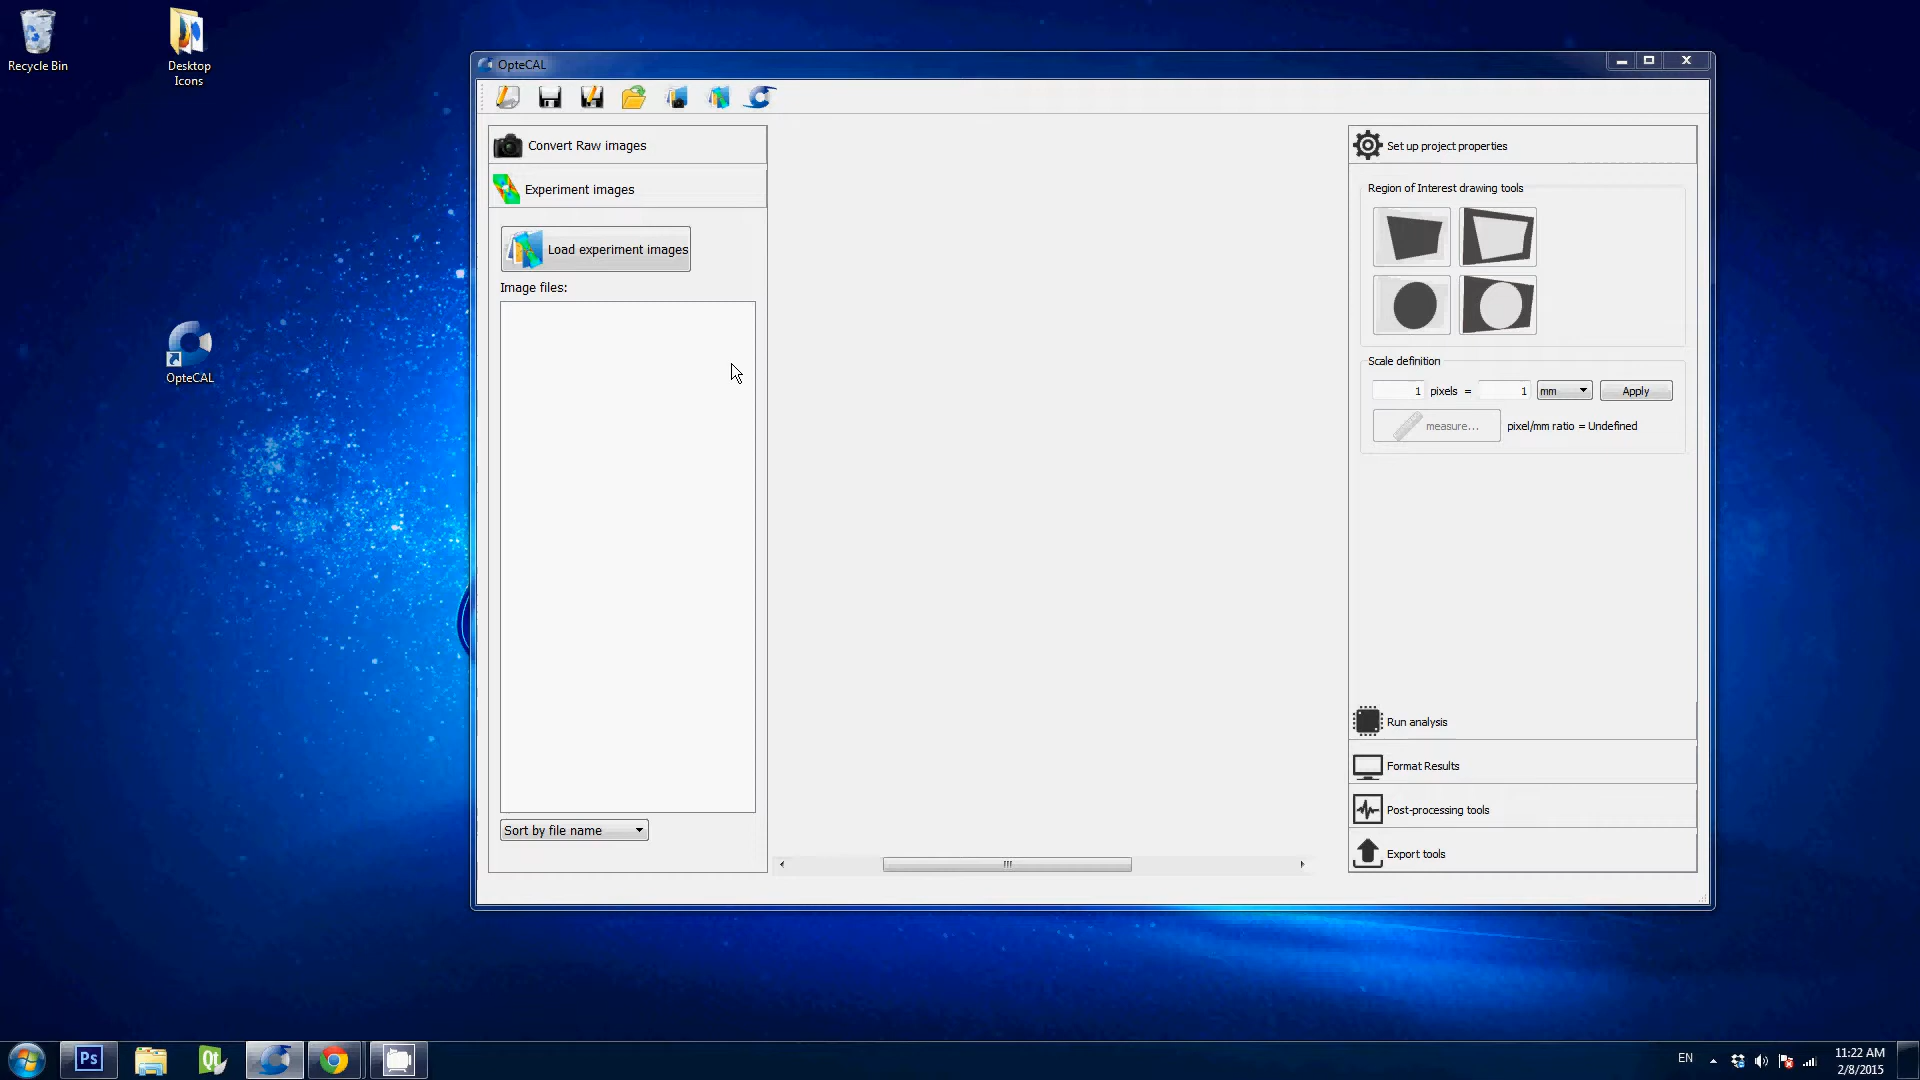 Recycle Bin
Desktop
Icons
OpteCAL
OpteCAL
Convert Raw images
Experiment images
Load experiment images
Image files:
Sort by file name
Set up project properties
Region of Interest drawing tools
Scale definition
1 pixels = 1 mm Apply
measure... pixel/mm ratio = Undefined
Run analysis
Format Results
Post-processing tools
Export tools
Ps
Qt
EN
11:22 AM
2/8/2015